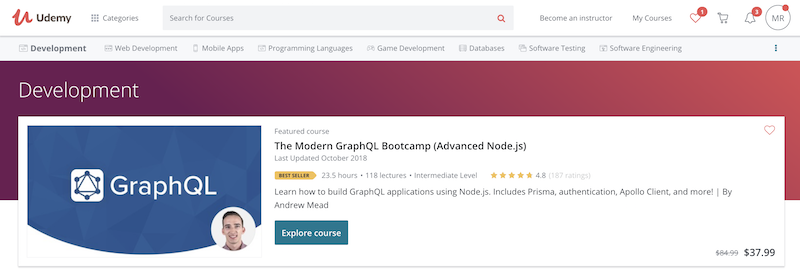 Udemy
Categories
Search for Courses
Become an instructor
My Courses
1
3
MR
Development
Web Development
Mobile Apps
Programming Languages
Game Development
Databases
Software Testing
Software Engineering
Development
Featured course
The Modern GraphQL Bootcamp (Advanced Node.js)
Last Updated October 2018
BEST SELLER 23.5 hours • 118 lectures • Intermediate Level 4.8 (187 ratings)
Learn how to build GraphQL applications using Node.js. Includes Prisma, authentication, Apollo Client, and more! | By
Andrew Mead
GraphQL
Explore course
$84.99 $37.99